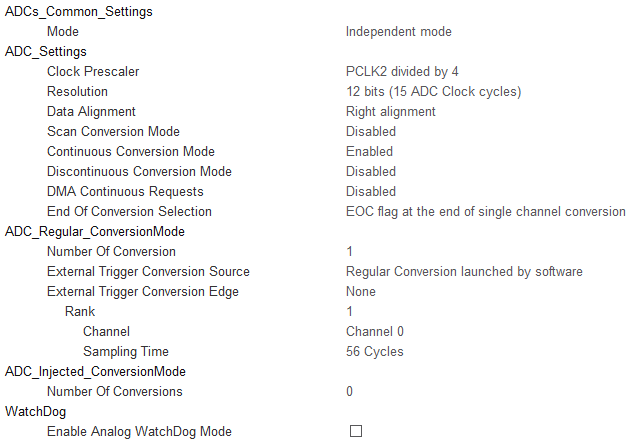 ADCs_Common_Settings
Mode Independent mode
ADC_Settings
Clock Prescaler PCLK2 divided by 4
Resolution 12 bits (15 ADC Clock cycles)
Data Alignment Right alignment
Scan Conversion Mode Disabled
Continuous Conversion Mode Enabled
Discontinuous Conversion Mode Disabled
DMA Continuous Requests Disabled
End Of Conversion Selection EOC flag at the end of single channel conversion
ADC_Regular_ConversionMode
Number Of Conversion 1
External Trigger Conversion Source Regular Conversion launched by software
External Trigger Conversion Edge None
Rank 1
Channel Channel 0
Sampling Time 56 Cycles
ADC_Injected_ConversionMode
Number Of Conversions 0
WatchDog
Enable Analog WatchDog Mode